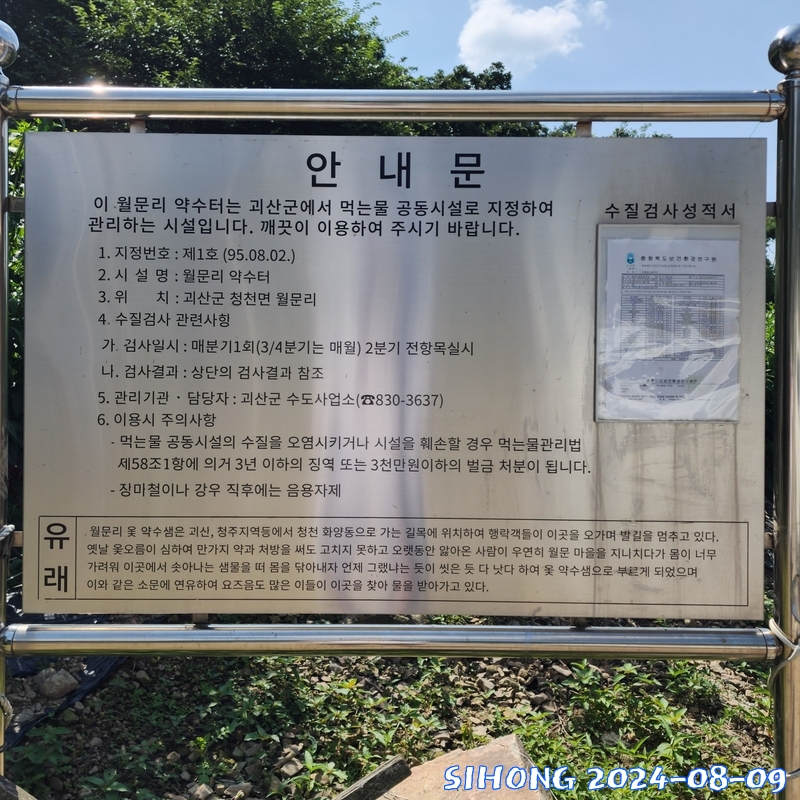 안 내 문
이 월문리 약수터는 괴산군에서 먹는물 공동시설로 지정하여
관리하는 시설입니다. 깨끗이 이용하여 주시기 바랍니다.
1. 지정번호 : 제1호 (95.08.02.)
2. 시 설 명 : 월문리 약수터
3. 위 치 : 괴산군 청천면 월문리
4. 수질검사 관련사항
가. 검사일시 : 매분기1회(3/4분기는 매월) 2분기 전항목실시
나. 검사결과 : 상단의 검사결과 참조
5. 관리기관 · 담당자 : 괴산군 수도사업소(☎830-3637)
6. 이용시 주의사항
- 먹는물 공동시설의 수질을 오염시키거나 시설을 훼손할 경우 먹는물관리법
제58조1항에 의거 3년 이하의 징역 또는 3천만원이하의 벌금 처분이 됩니다.
- 장마철이나 강우 직후에는 음용자제
수질검사성적서
충청북도보건환경연구원
유래
월문리 옻 약수샘은 괴산, 청주지역등에서 청천 화양동으로 가는 길목에 위치하여 행락객들이 이곳을 오가며 발길을 멈추고 있다.
옛날 옻오름이 심하여 만가지 약과 처방을 써도 고치지 못하고 오랫동안 앓아온 사람이 우연히 월문 마을을 지니치다가 몸이 너무
가려워 이곳에서 솟아나는 샘물을 떠 몸을 닦아내자 언제 그랬냐는 듯이 씻은 듯 다 낫다 하여 옻 약수샘으로 부르게 되었으며
이와 같은 소문에 연유하여 요즈음도 많은 이들이 이곳을 찾아 물을 받아가고 있다.
SIHONG 2024-08-09